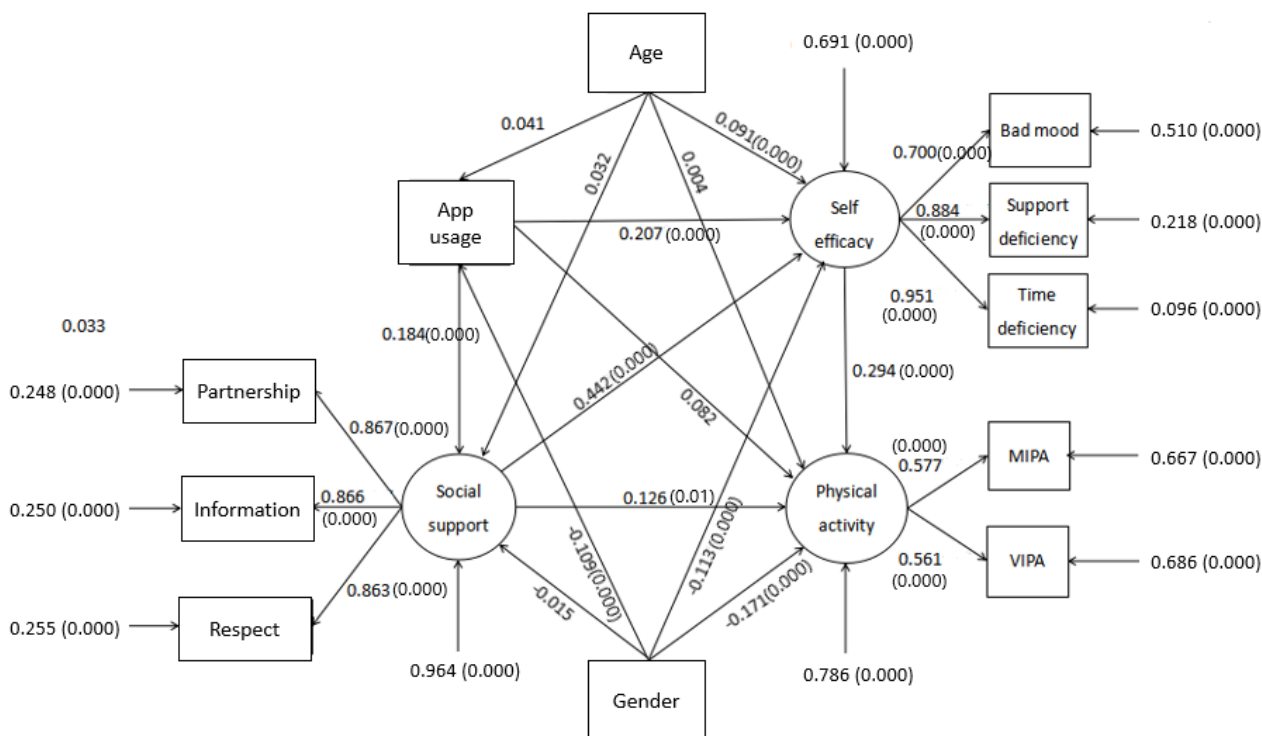 Age
0.691 (0.000)
0.041
0.091(0.000)
0.032
0.004
Bad mood
0.510 (0.000)
0.700(0.000)
App
usage
Self
efficacy
0.207 (0.000)
0.884
(0.000)
Support
deficiency
0.218 (0.000)
0.951
(0.000)
Time
deficiency
0.096 (0.000)
0.033
0.184(0.000)
0.442(0.000)
0.294 (0.000)
0.248 (0.000)
Partnership
0.867(0.000)
0.082
(0.000)
0.577
MIPA
0.667 (0.000)
0.250 (0.000)
Information
0.866
(0.000)
Social
support
0.126 (0.01)
Physical
activity
-0.109(0.000)
-0.113(0.000)
0.561
(0.000)
VIPA
0.686 (0.000)
0.863(0.000)
-0.015
-0.171(0.000)
0.255 (0.000)
Respect
0.964 (0.000)
0.786 (0.000)
Gender